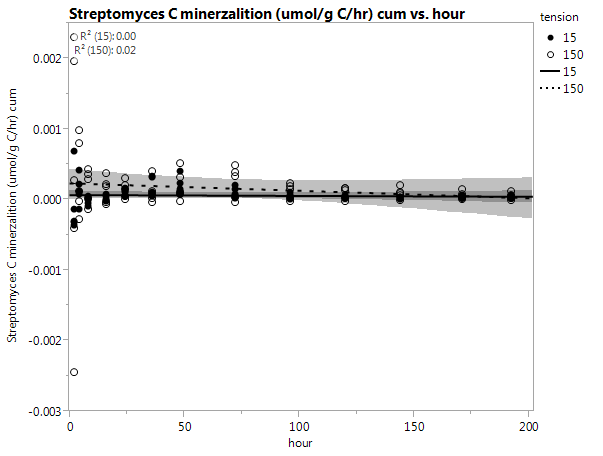 Streptomyces C minerzalition (umol/g C/hr) cum vs. hour
tension
15
150
15
150
R² (15): 0.00
R² (150): 0.02
Streptomyces C minerzalition (umol/g C/hr) cum
0.002
0.001
0.000
-0.001
-0.002
-0.003
0
50
100
150
200
hour